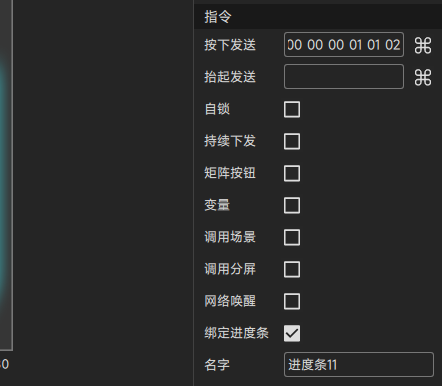 指令
按下发送 00 00 00 01 01 02
抬起发送
自锁
持续下发
矩阵按钮
变量
调用场景
调用分屏
网络唤醒
绑定进度条
名字 进度条11